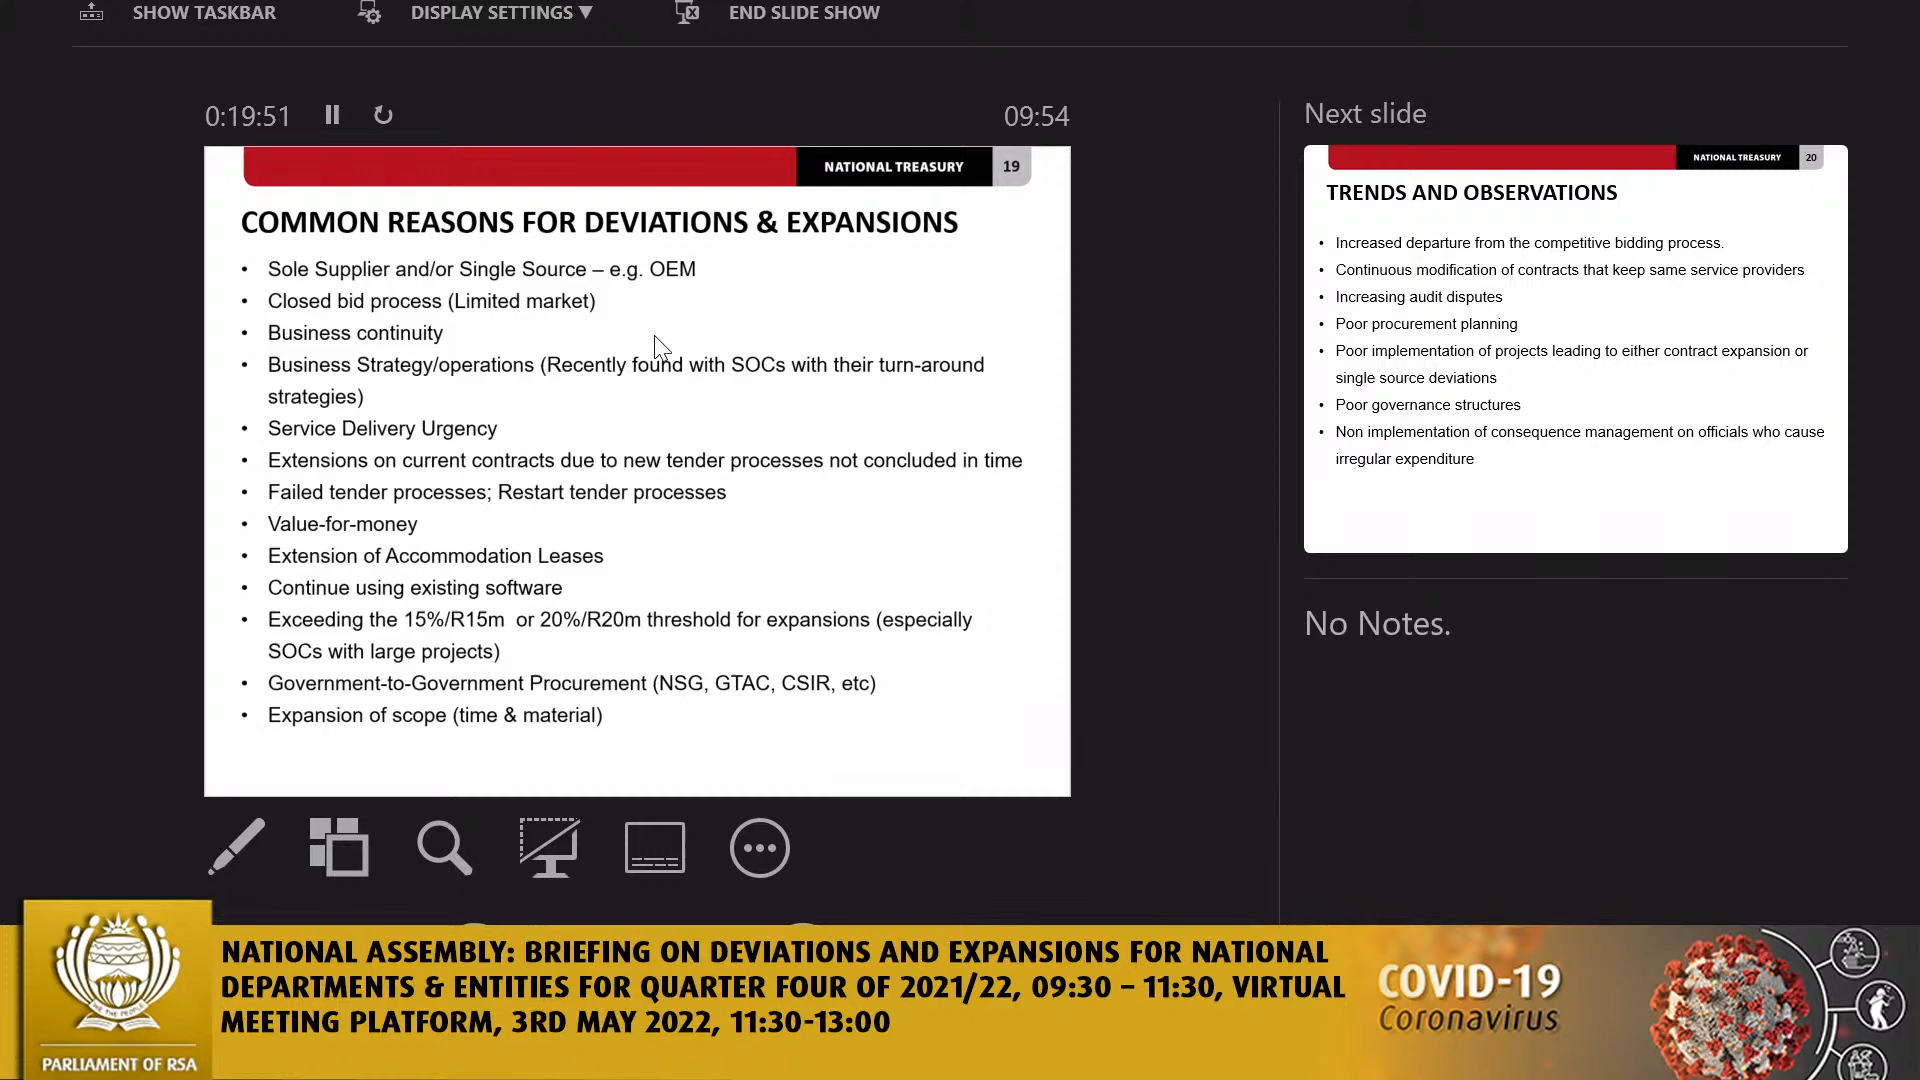 SHOW TASKBAR
DISPLAY SETTINGS ▼
END SLIDE SHOW
0:19:51
09:54
NATIONAL TREASURY 19
COMMON REASONS FOR DEVIATIONS & EXPANSIONS
• Sole Supplier and/or Single Source – e.g. OEM
• Closed bid process (Limited market)
• Business continuity
• Business Strategy/operations (Recently found with SOCs with their turn-around
strategies)
• Service Delivery Urgency
• Extensions on current contracts due to new tender processes not concluded in time
• Failed tender processes; Restart tender processes
• Value-for-money
• Extension of Accommodation Leases
• Continue using existing software
• Exceeding the 15%/R15m or 20%/R20m threshold for expansions (especially
SOCs with large projects)
• Government-to-Government Procurement (NSG, GTAC, CSIR, etc)
• Expansion of scope (time & material)
Next slide
NATIONAL TREASURY 20
TRENDS AND OBSERVATIONS
• Increased departure from the competitive bidding process.
• Continuous modification of contracts that keep same service providers
• Increasing audit disputes
• Poor procurement planning
• Poor implementation of projects leading to either contract expansion or
single source deviations
• Poor governance structures
• Non implementation of consequence management on officials who cause
irregular expenditure
No Notes.
PARLIAMENT OF RSA
NATIONAL ASSEMBLY: BRIEFING ON DEVIATIONS AND EXPANSIONS FOR NATIONAL
DEPARTMENTS & ENTITIES FOR QUARTER FOUR OF 2021/22, 09:30 – 11:30, VIRTUAL
MEETING PLATFORM, 3RD MAY 2022, 11:30-13:00
COVID-19
Coronavirus